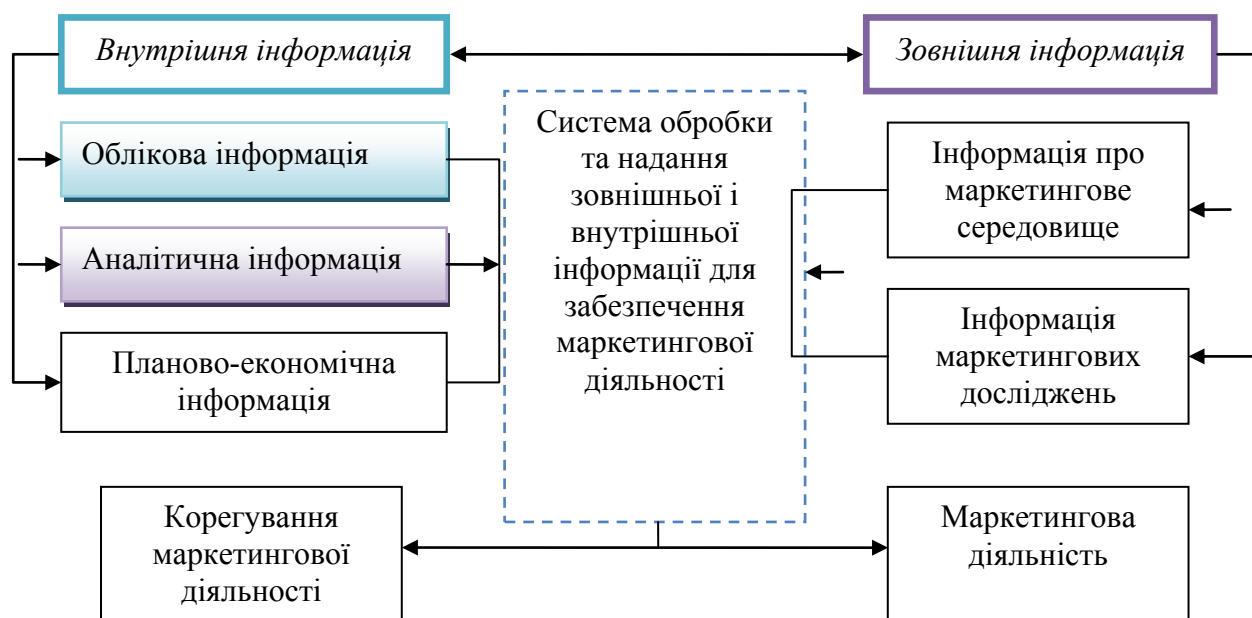 Внутрішня інформація
Зовнішня інформація
Облікова інформація
Аналітична інформація
Планово-економічна
інформація
Система обробки
та надання
зовнішньої і
внутрішньої
інформації для
забезпечення
маркетингової
діяльності
Інформація про
маркетингове
середовище
Інформація
маркетингових
досліджень
Корегування
маркетингової
діяльності
Маркетингова
діяльність